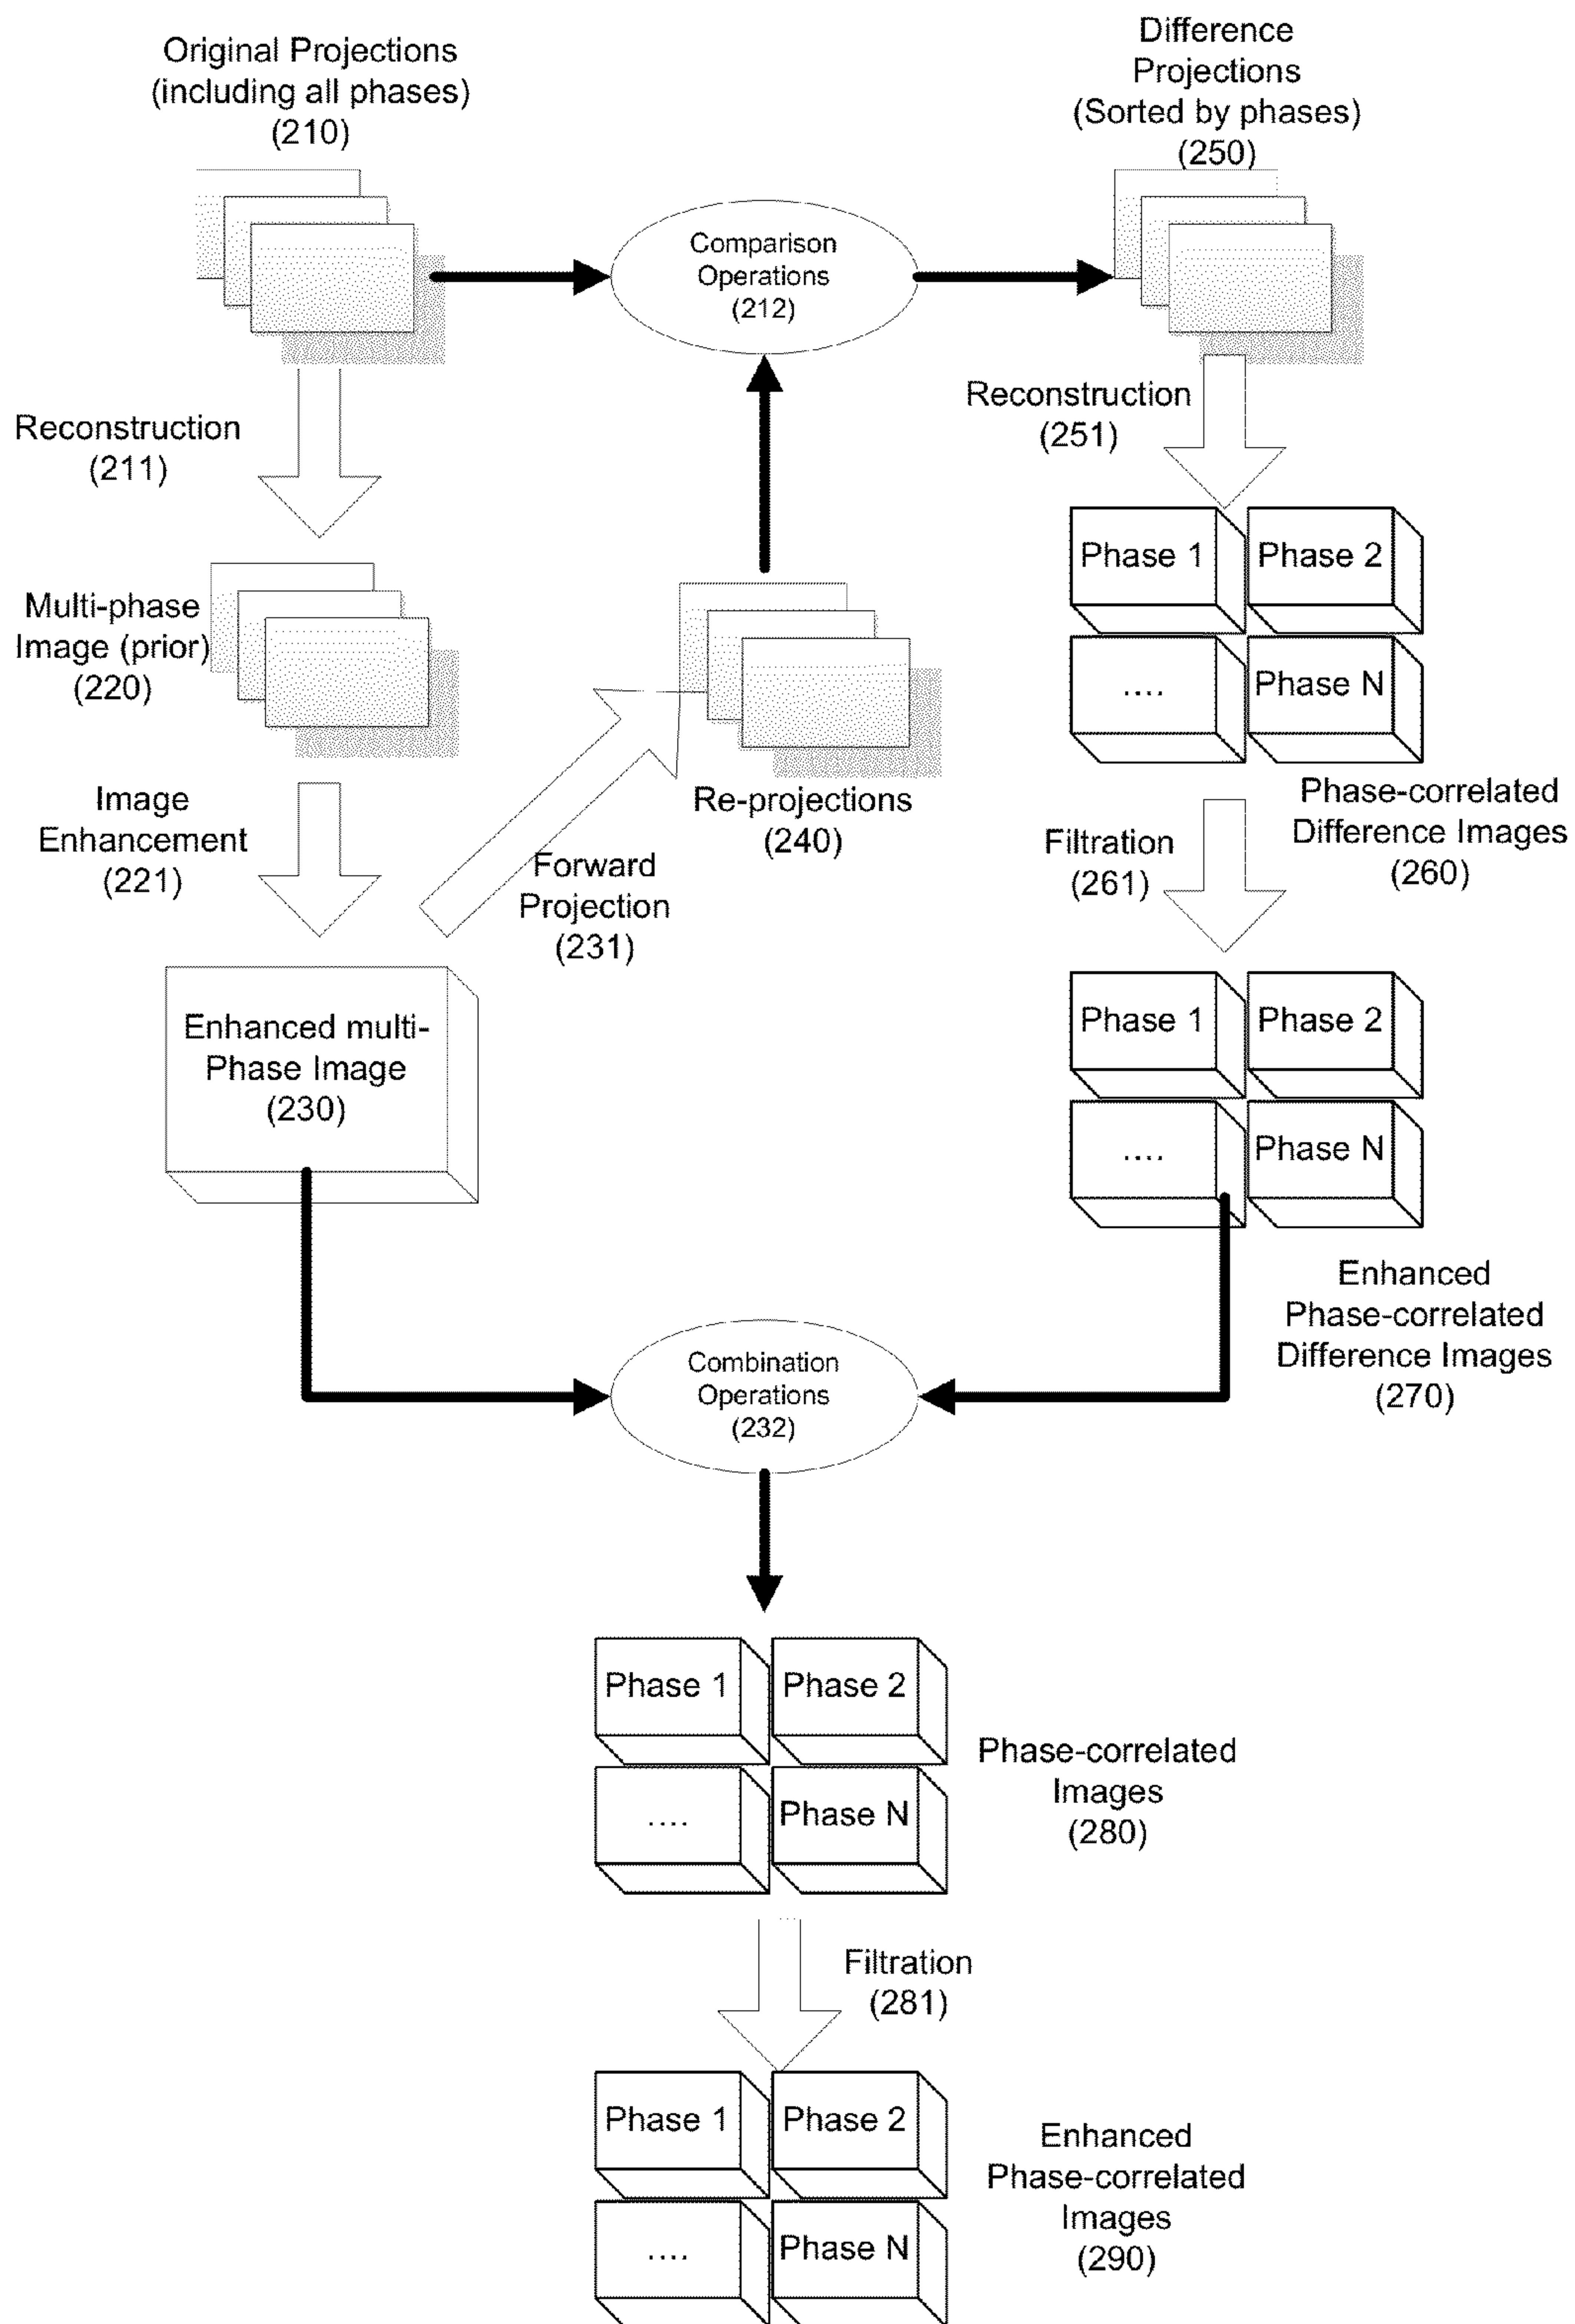 Original Projections
(including all phases)
(210)
Difference
Projections
(Sorted by phases)
(250)
Comparison
Operations
(212)
Reconstruction
(211)
Reconstruction
(251)
Multi-phase
Image (prior)
(220)
Phase 1
Phase 2
....
Phase N
Re-projections
(240)
Phase-correlated
Difference Images
(260)
Image
Enhancement
(221)
Forward
Projection
(231)
Filtration
(261)
Enhanced multi-
Phase Image
(230)
Phase 1
Phase 2
....
Phase N
Enhanced
Phase-correlated
Difference Images
(270)
Combination
Operations
(232)
Phase 1
Phase 2
....
Phase N
Phase-correlated
Images
(280)
Filtration
(281)
Phase 1
Phase 2
....
Phase N
Enhanced
Phase-correlated
Images
(290)